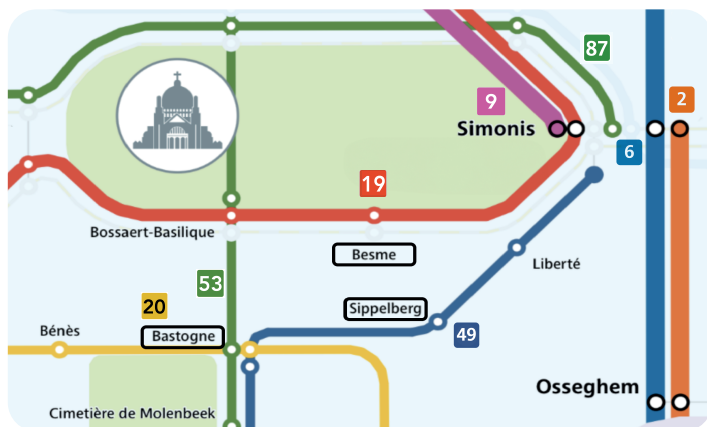 87
9
2
Simonis
6
19
Bossaert-Basilique
Besme
Liberté
53
20
Sippelberg
Bénès
Bastogne
49
Osseghem
Cimetière de Molenbeek